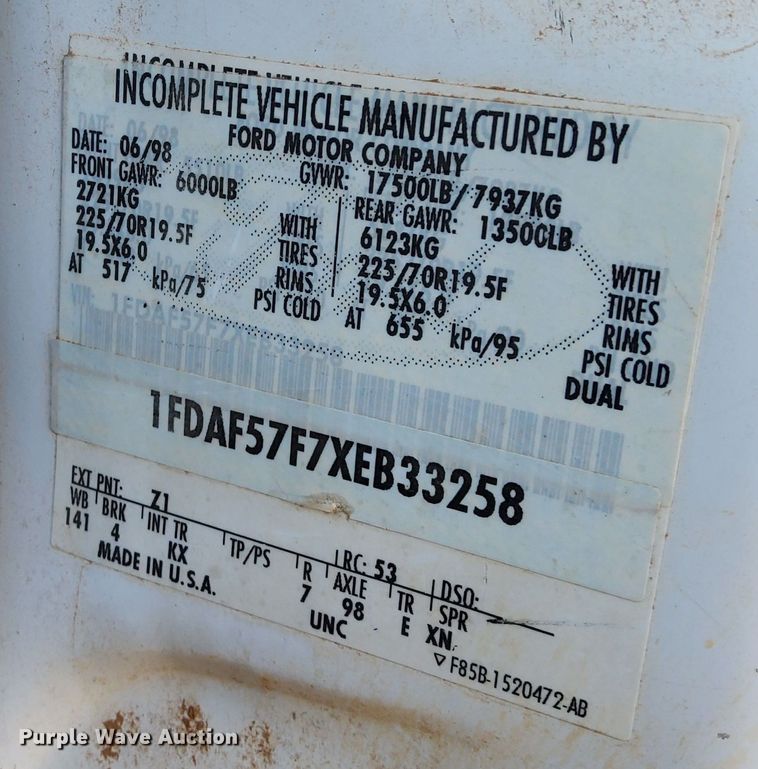 INCOMPLETE VEHICLE MANUFACTURED BY
FORD MOTOR COMPANY
DATE: 06/98 GVWR: 17500LB/7937KG
FRONT GAWR: 6000LB REAR GAWR: 13500LB
2721KG WITH 6123KG WITH
225/70R19.5F TIRES 225/70R19.5F TIRES
19.5X6.0 RIMS 19.5X6.0 RIMS
AT 517 kPa/75 PSI COLD AT 655 kPa/95 PSI COLD
DUAL
1FDAF57F7XEB33258
EXT PNT: Z1 RC: 53 DSO:
WB BRK INT TR TP/PS R AXLE TR SPR
141 4 KX 7 98 E XN
MADE IN U.S.A. UNC
▽ F85B-1520472-AB
Purple Wave Auction